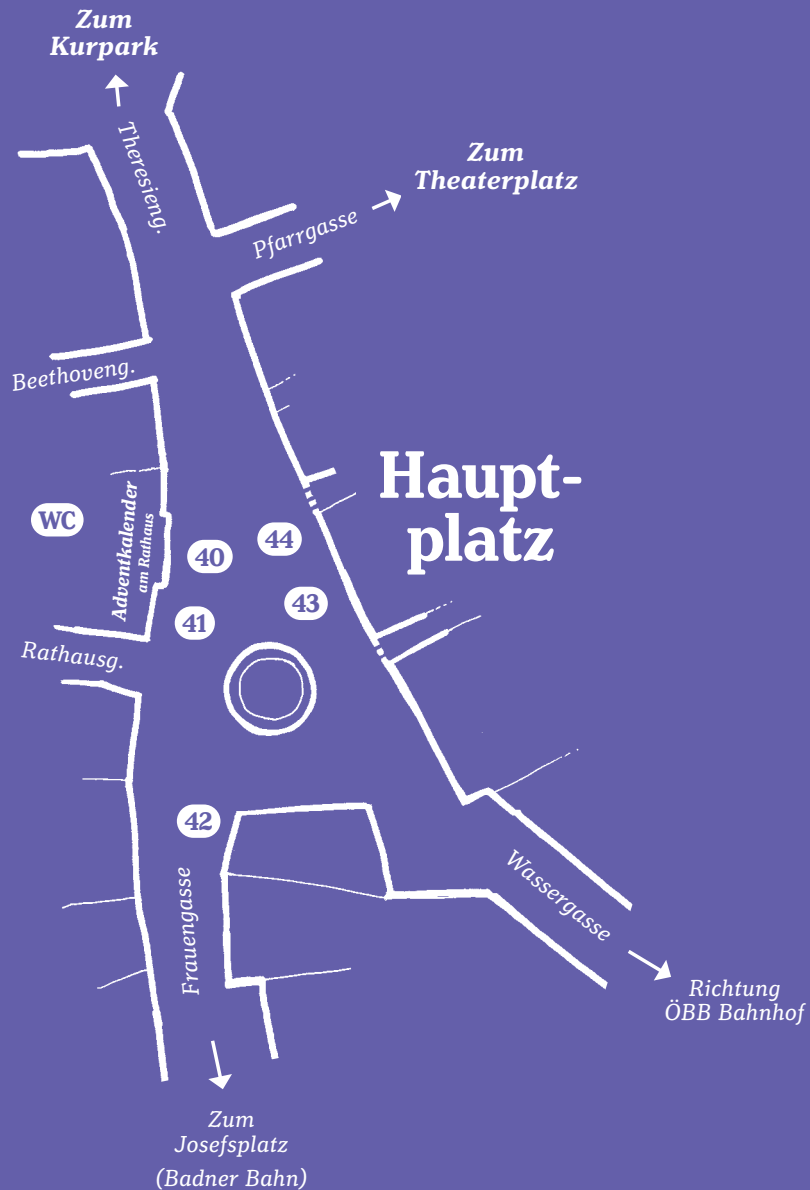 Zum
Kurpark
Theresieng.
Zum
Theaterplatz
Pfarrgasse
Beethoveng.
Haupt-
platz
WC
Adventkalender
am Rathaus
40
44
43
41
Rathausg.
42
Frauengasse
Wassergasse
Richtung
ÖBB Bahnhof
Zum
Josefsplatz
(Badner Bahn)